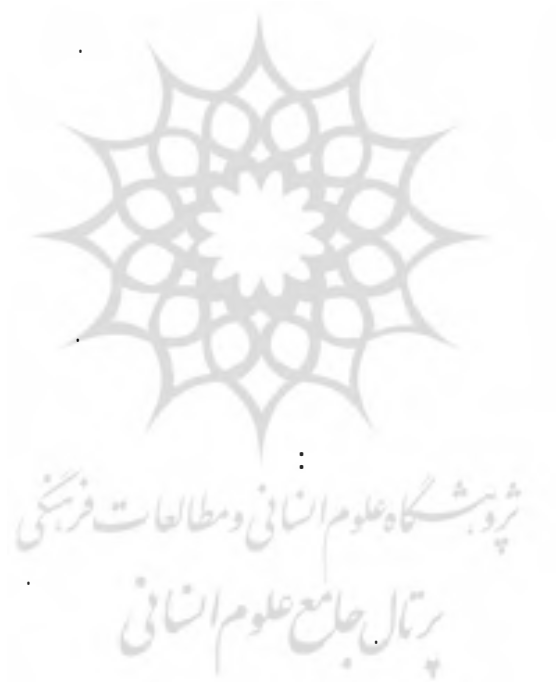 پژوهشگاه علوم انسانی و مطالعات فرهنگی
پرتال جامع علوم انسانی